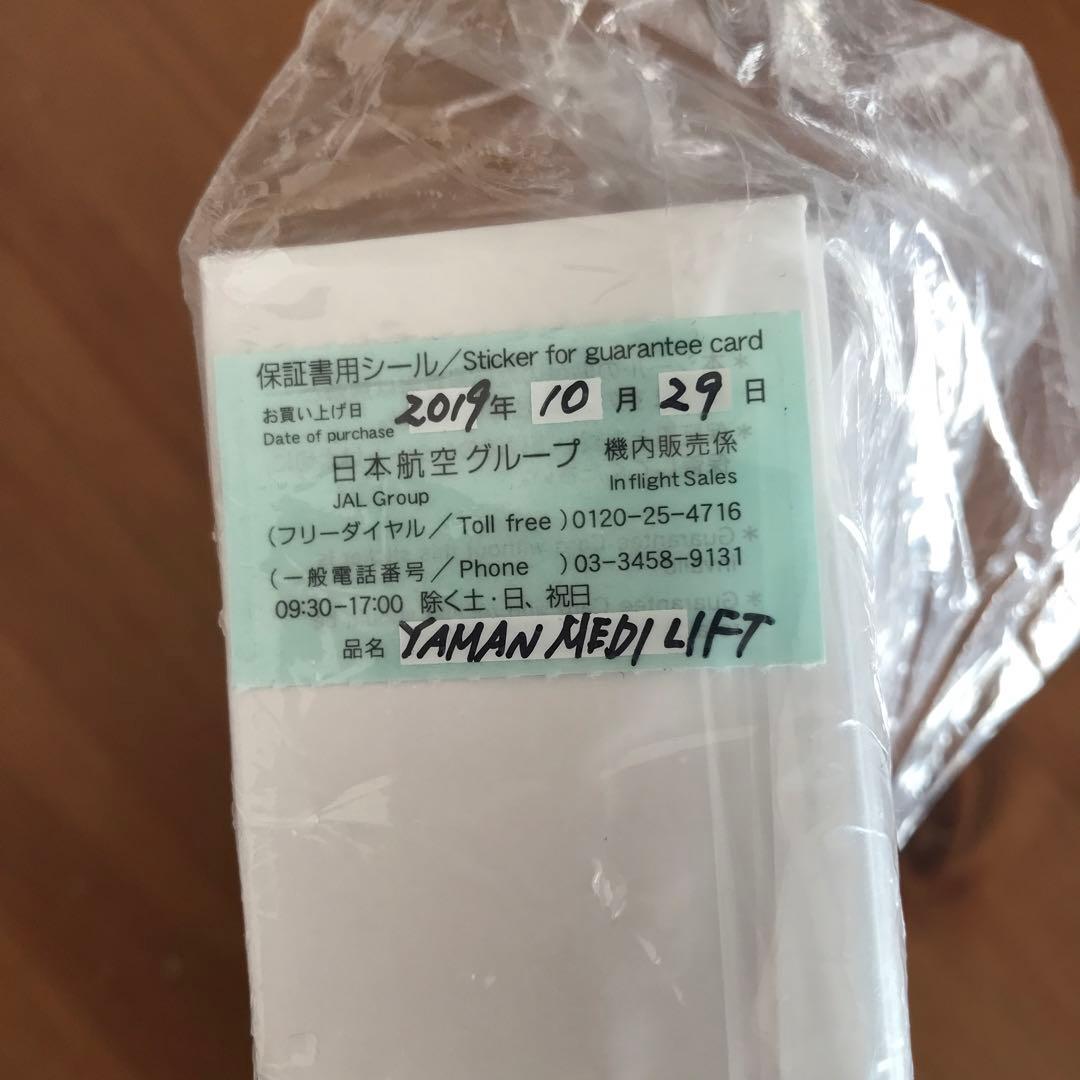 保証書用シール／Sticker for guarantee card
お買い上げ日 2019年 10 月 29 日
Date of purchase
日本航空グループ 機内販売係
JAL Group Inflight Sales
(フリーダイヤル／Toll free )0120-25-4716
(一般電話番号／Phone )03-3458-9131
09:30-17:00 除く土・日、祝日
品名 YAMAN MEDI LIFT